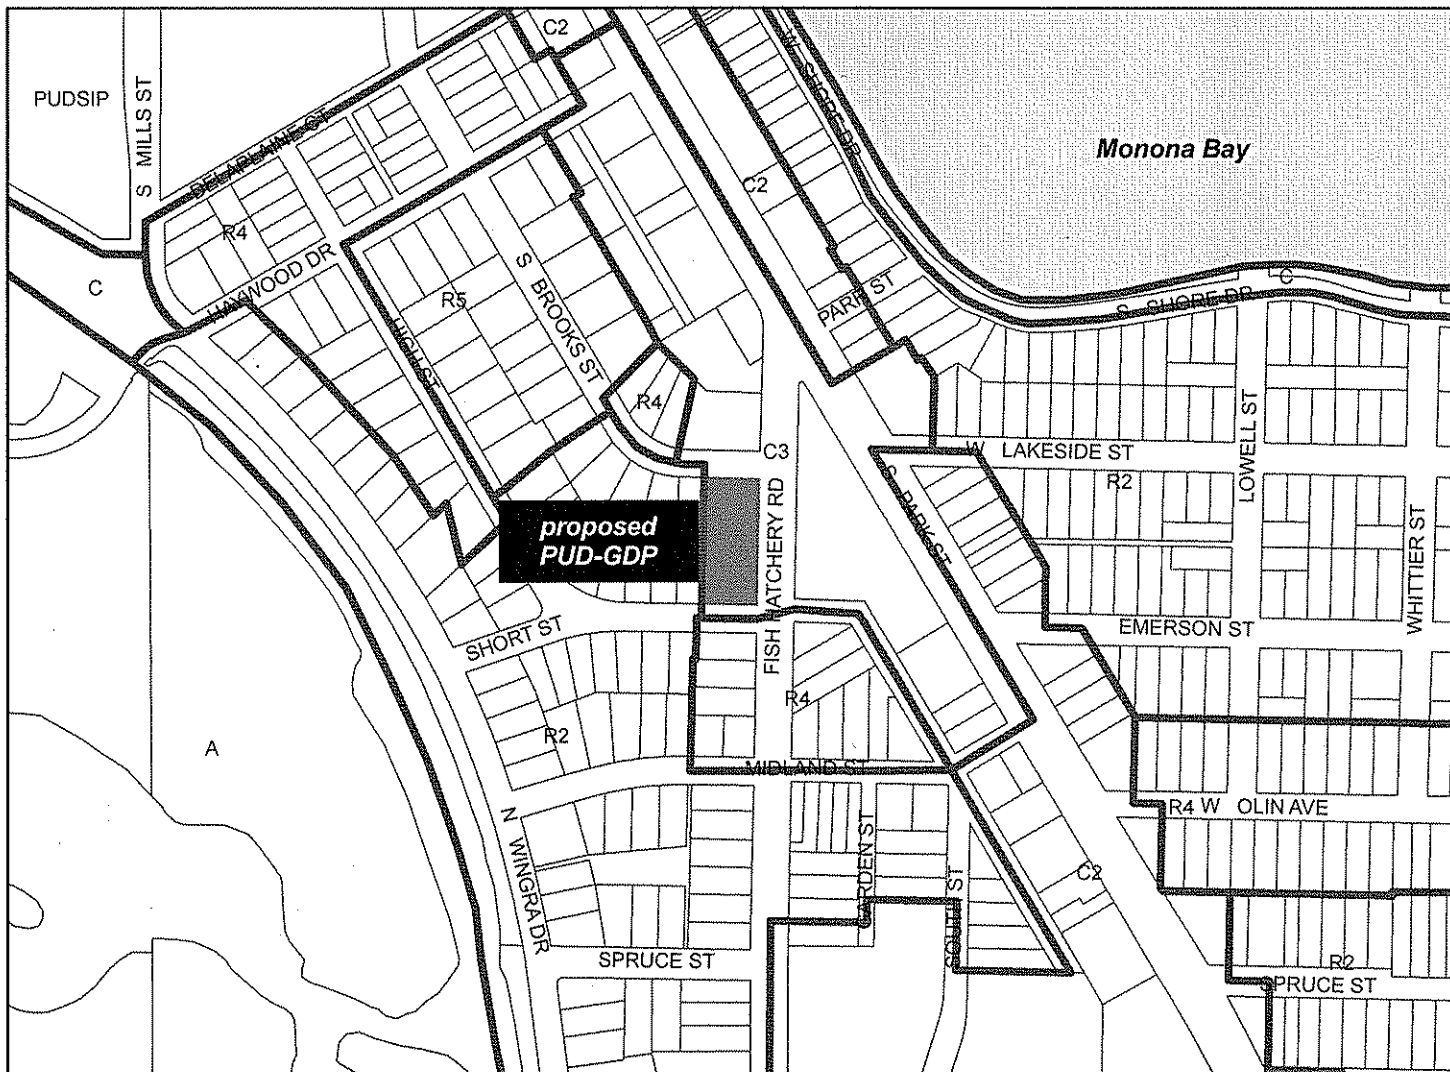 C2
PUDSIP
S MILLS ST
DELAPLAINE CT
W SHORE DR
Monona Bay
C2
R4
HAYWOOD DR
C
S BROOKS ST
R5
PARR ST
C
S SHORE DR
HIGH ST
R4
C3
W LAKESIDE ST
LOWELL ST
R2
S PARK ST
WHITTIER ST
proposed
PUD-GDP
FISH HATCHERY RD
EMERSON ST
SHORT ST
R4
R2
A
MIDLAND ST
R4 W OLIN AVE
N WINGRA DR
GARDEN ST
C2
SOUTH ST
SPRUCE ST
R2
SPRUCE ST